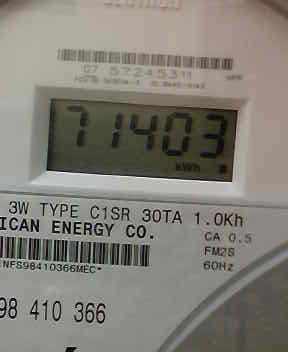 07 57245311
71403
kWh
3W TYPE C1SR 30TA 1.0Kh
ICAN ENERGY CO.
CA 0.5
FM2S
60Hz
NFS98410366MEC*
98 410 366